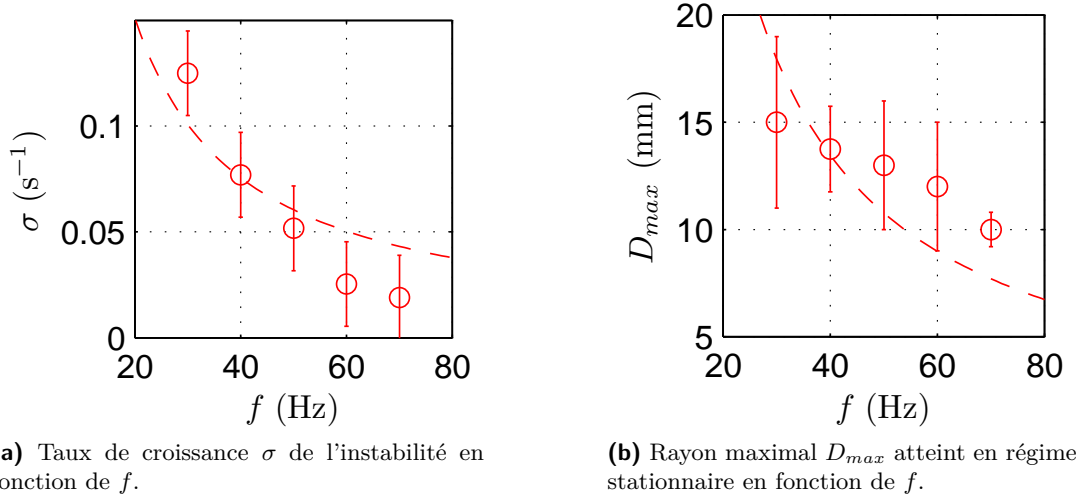 0.1
0.05
0
20 40 60 80
σ (s⁻¹)
f (Hz)
a) Taux de croissance σ de l'instabilité en
onction de f.
20
15
10
5
20 40 60 80
D_max (mm)
f (Hz)
(b) Rayon maximal D_max atteint en régime
stationnaire en fonction de f.